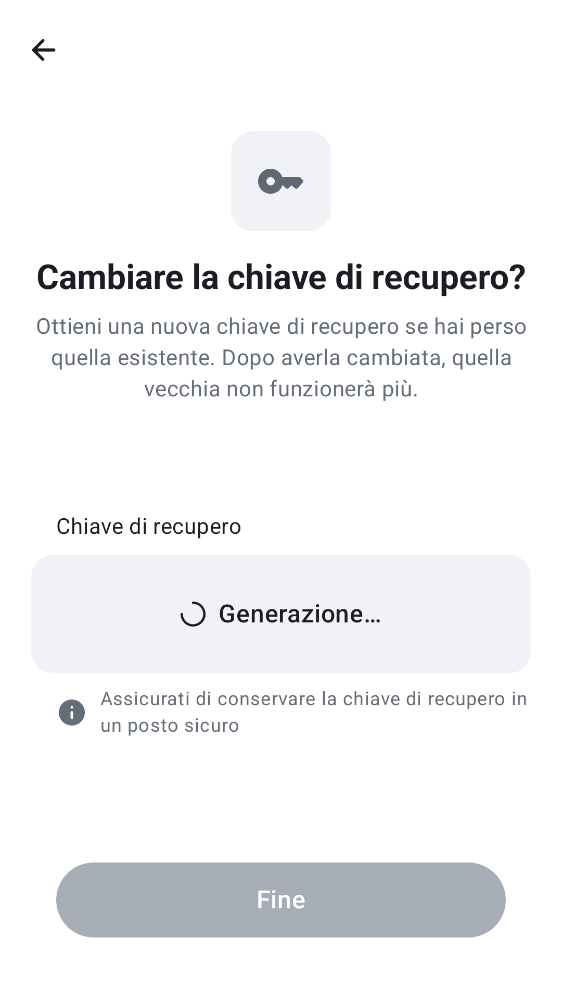 Cambiare la chiave di recupero?
Ottieni una nuova chiave di recupero se hai perso
quella esistente. Dopo averla cambiata, quella
vecchia non funzionerà più.
Chiave di recupero
Generazione…
Assicurati di conservare la chiave di recupero in
un posto sicuro
Fine